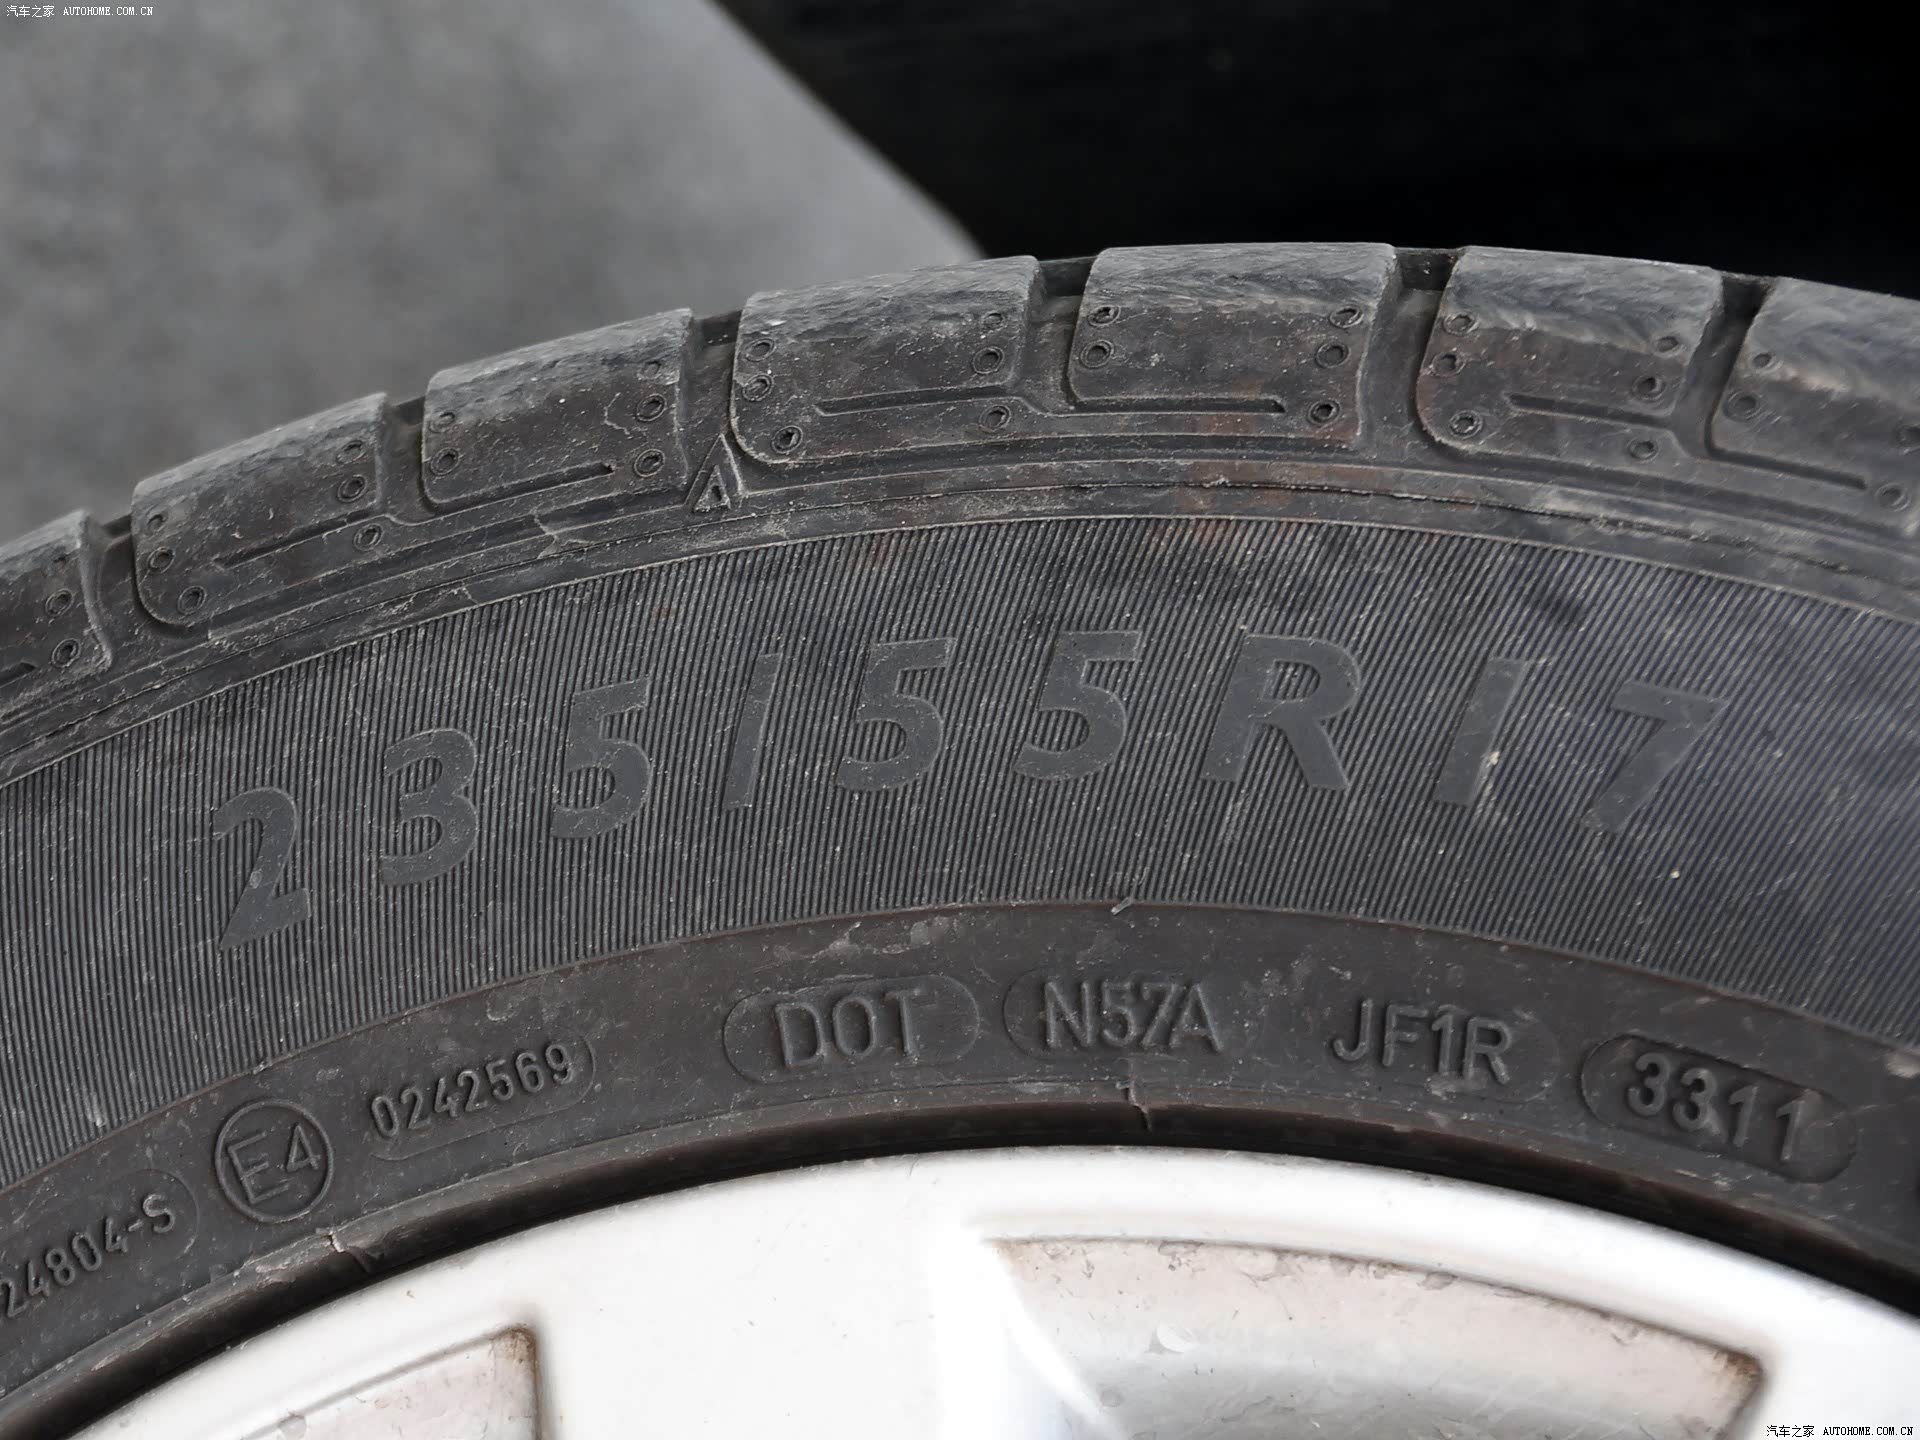 汽车之家 AUTOHOME.COM.CN
235/55R17
DOT N57A JF1R 3311
E4 0242569
24804-S
汽车之家 AUTOHOME.COM.CN